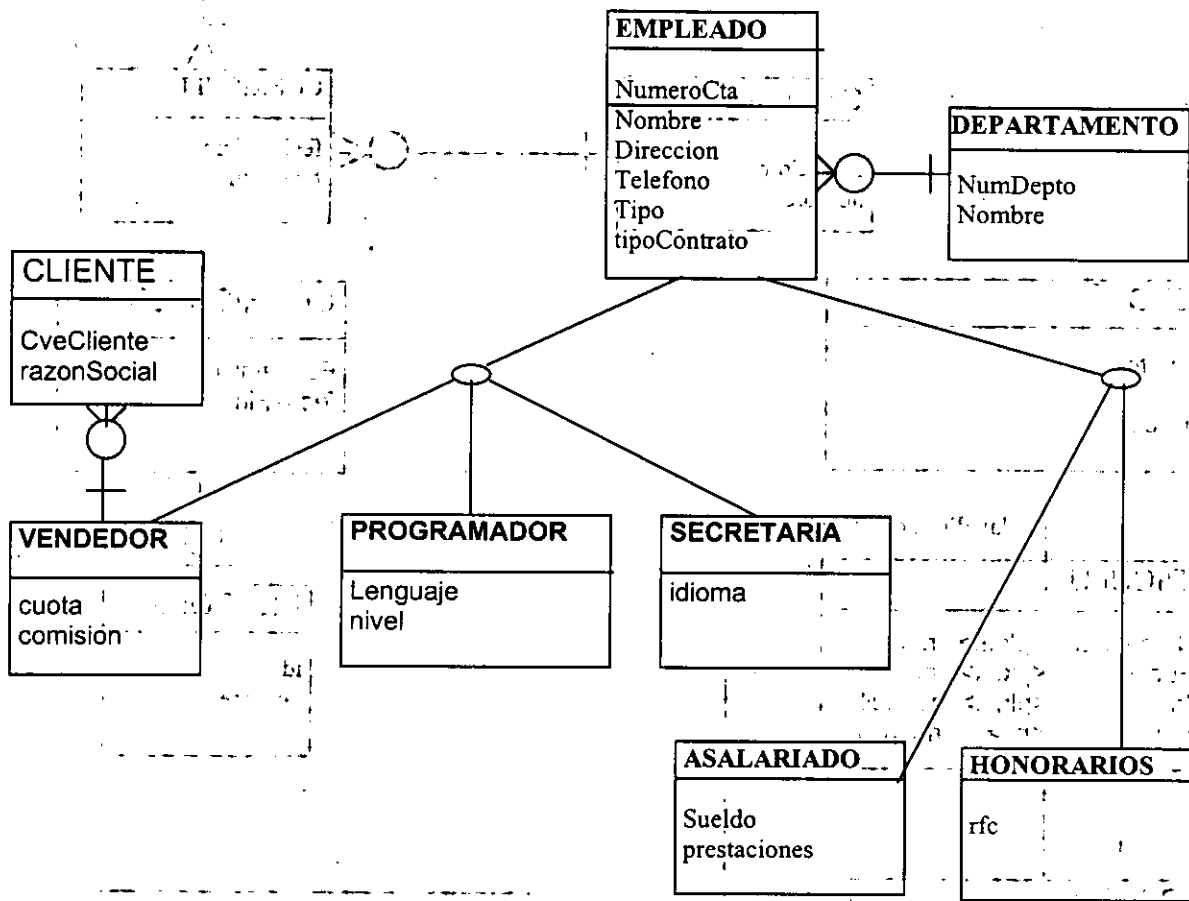 EMPLEADO
NumeroCta
Nombre
Direccion
Telefono
Tipo
tipoContrato
DEPARTAMENTO
NumDepto
Nombre
CLIENTE
CveCliente
razonSocial
VENDEDOR
cuota
comisión
PROGRAMADOR
Lenguaje
nivel
SECRETARIA
idioma
ASALARIADO
Sueldo
prestaciones
HONORARIOS
rfc